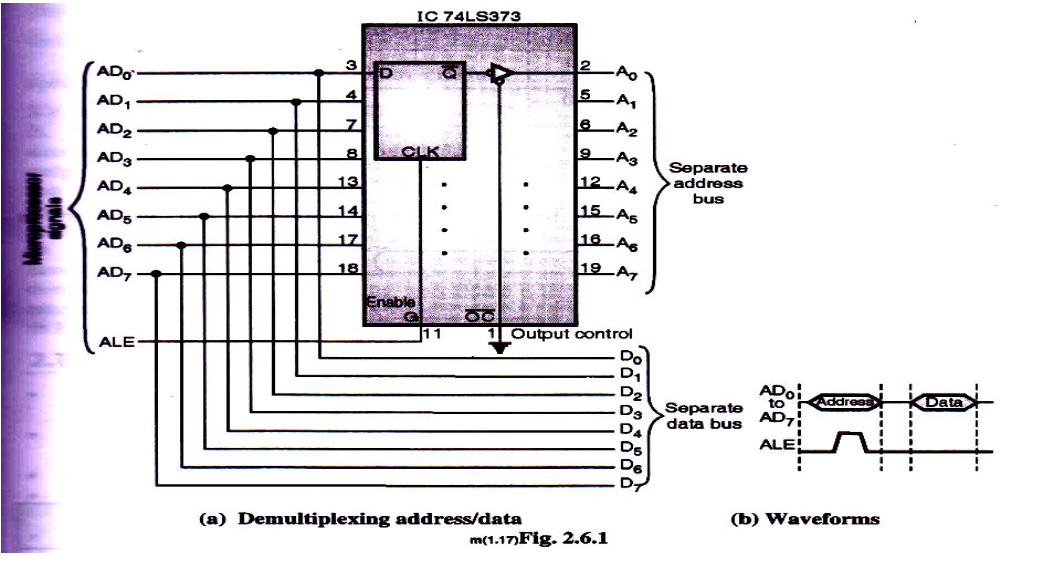 IC 74LS373
Microprocessor
signals
AD0
AD1
AD2
AD3
AD4
AD5
AD6
AD7
ALE
3
4
7
8
13
14
17
18
D
Q̅
CLK
Enable
G
O̅C̅
11
1
Output control
2
5
6
9
12
15
16
19
A0
A1
A2
A3
A4
A5
A6
A7
Separate
address
bus
D0
D1
D2
D3
D4
D5
D6
D7
Separate
data bus
AD0
to
AD7
ALE
Address
Data
(a) Demultiplexing address/data
(b) Waveforms
m(1.17)Fig. 2.6.1